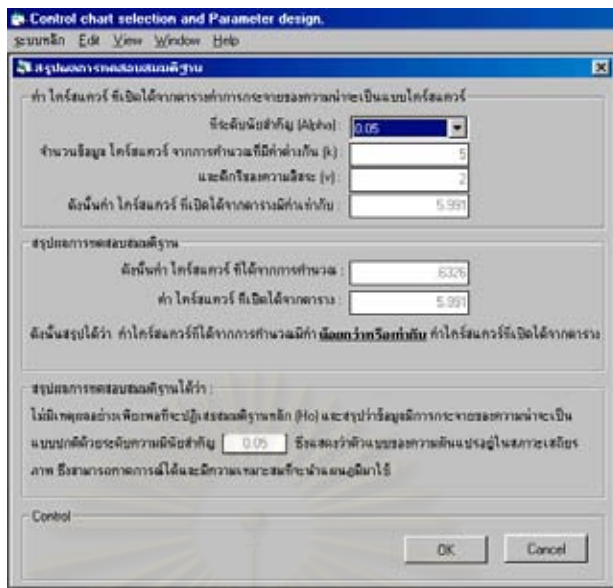 Control chart selection and Parameter design.
ระบบหลัก Edit View Window Help
สรุปผลการทดสอบสมมติฐาน
ค่า ไคร์สแควร์ ที่เปิดได้จากตารางค่าการกระจายของความน่าจะเป็นแบบไคร์สแควร์
ที่ระดับนัยสำคัญ (Alpha): 0.05
จำนวนข้อมูล ไคร์สแควร์ จากการคำนวณที่มีค่าต่างกัน (k): 5
และดีกรีของความอิสระ (v): 2
ดังนั้นค่า ไคร์สแควร์ ที่เปิดได้จากตารางมีค่าเท่ากับ : 5.991
สรุปผลการทดสอบสมมติฐาน
ดังนั้นค่า ไคร์สแควร์ ที่ได้จากการคำนวณ : .6326
ค่า ไคร์สแควร์ ที่เปิดได้จากตาราง : 5.991
ดังนั้นสรุปได้ว่า ค่าไคร์สแควร์ที่ได้จากการคำนวณมีค่า น้อยกว่าหรือเท่ากับ ค่าไคร์สแควร์ที่เปิดได้จากตาราง
สรุปผลการทดสอบสมมติฐานได้ว่า :
ไม่มีเหตุผลอย่างเพียงพอที่จะปฏิเสธสมมติฐานหลัก (Ho) และสรุปว่าข้อมูลมีการกระจายของความน่าจะเป็น
แบบปกติด้วยระดับความมีนัยสำคัญ 0.05 ซึ่งแสดงว่าตัวแบบของความผันแปรอยู่ในสภาวะเสถียร
ภาพ ซึ่งสามารถคาดการณ์ได้และมีความเหมาะสมที่จะนำแผนภูมิมาใช้
Control
OK Cancel